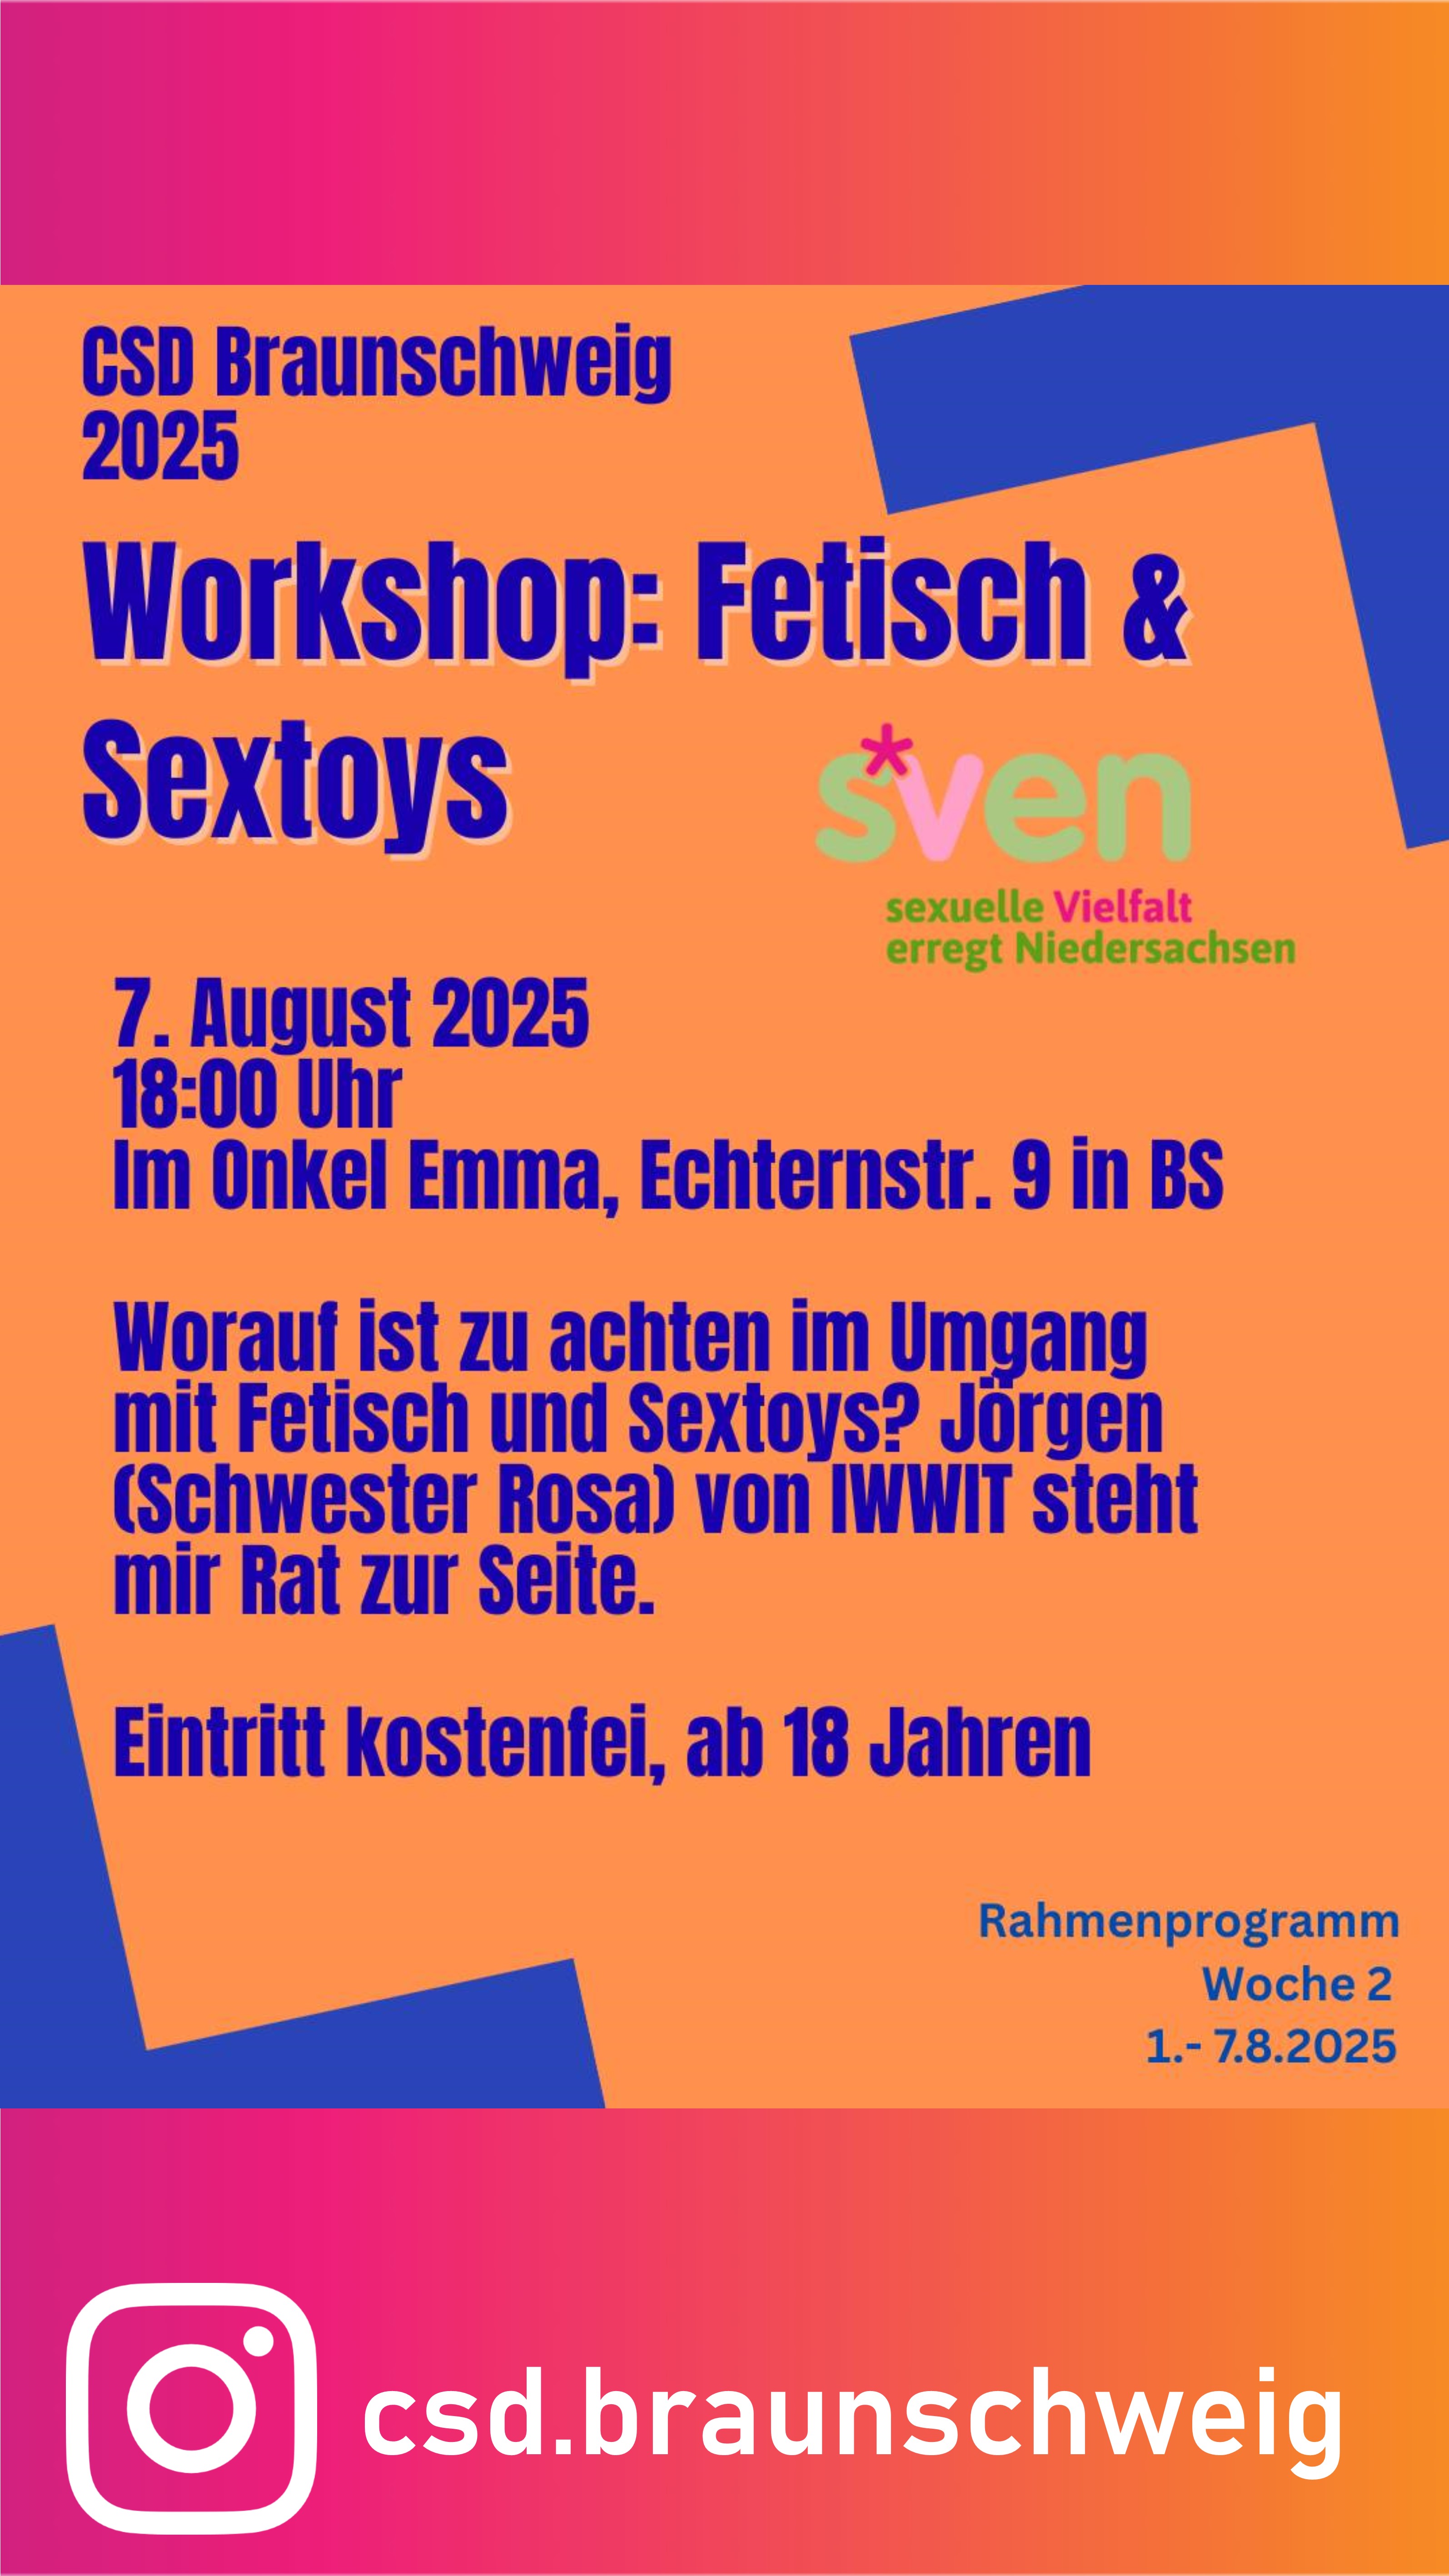 CSD Braunschweig
2025
Workshop: Fetisch &
Sextoys
s*ven
sexuelle Vielfalt
erregt Niedersachsen
7. August 2025
18:00 Uhr
Im Onkel Emma, Echternstr. 9 in BS
Worauf ist zu achten im Umgang
mit Fetisch und Sextoys? Jörgen
(Schwester Rosa) von IWWIT steht
mir Rat zur Seite.
Eintritt kostenfei, ab 18 Jahren
Rahmenprogramm
Woche 2
1.- 7.8.2025
csd.braunschweig